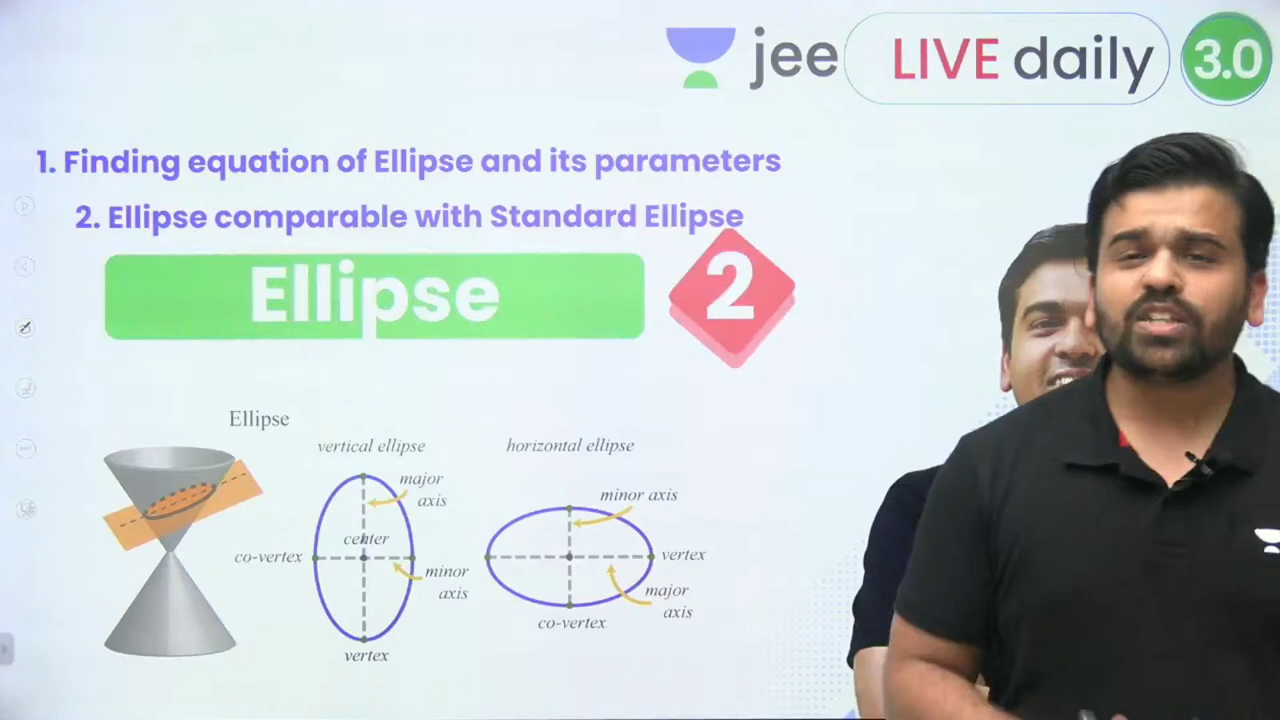 jee LIVE daily 3.0
1. Finding equation of Ellipse and its parameters
2. Ellipse comparable with Standard Ellipse
Ellipse 2
Ellipse
vertical ellipse
horizontal ellipse
major
axis
minor axis
center
co-vertex
vertex
minor
axis
major
axis
co-vertex
vertex